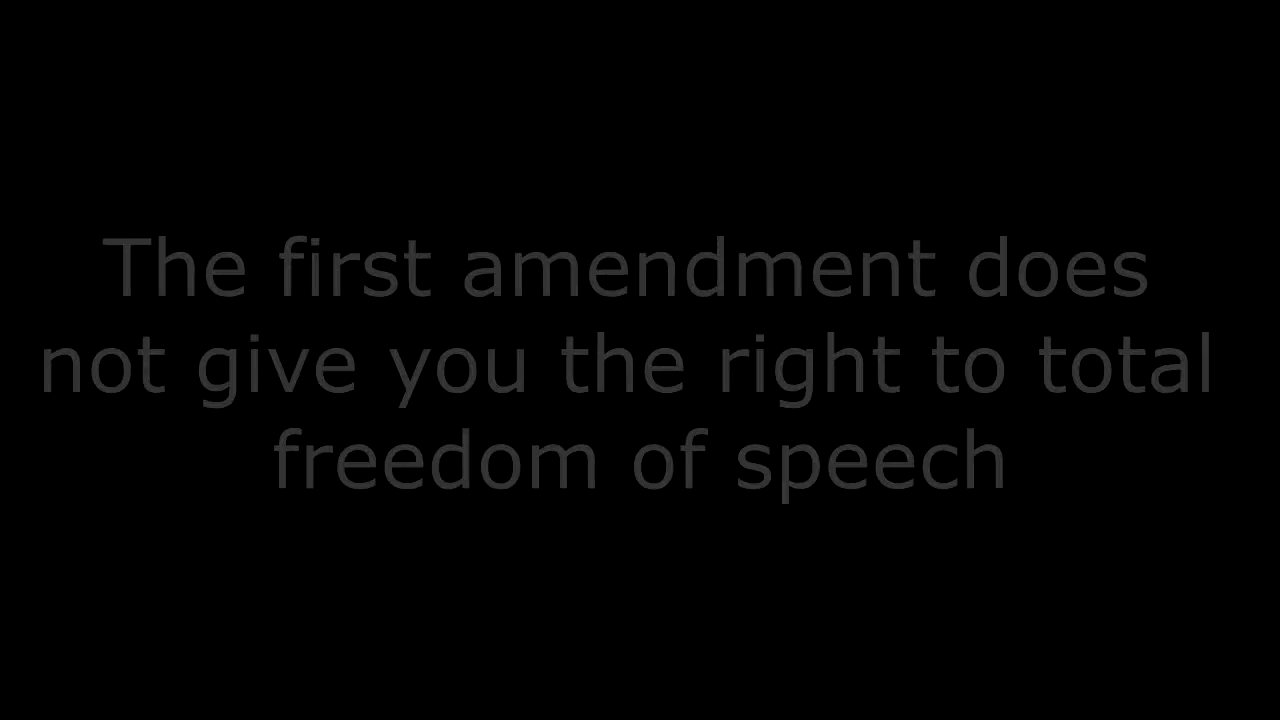 The first amendment does
not give you the right to total
freedom of speech